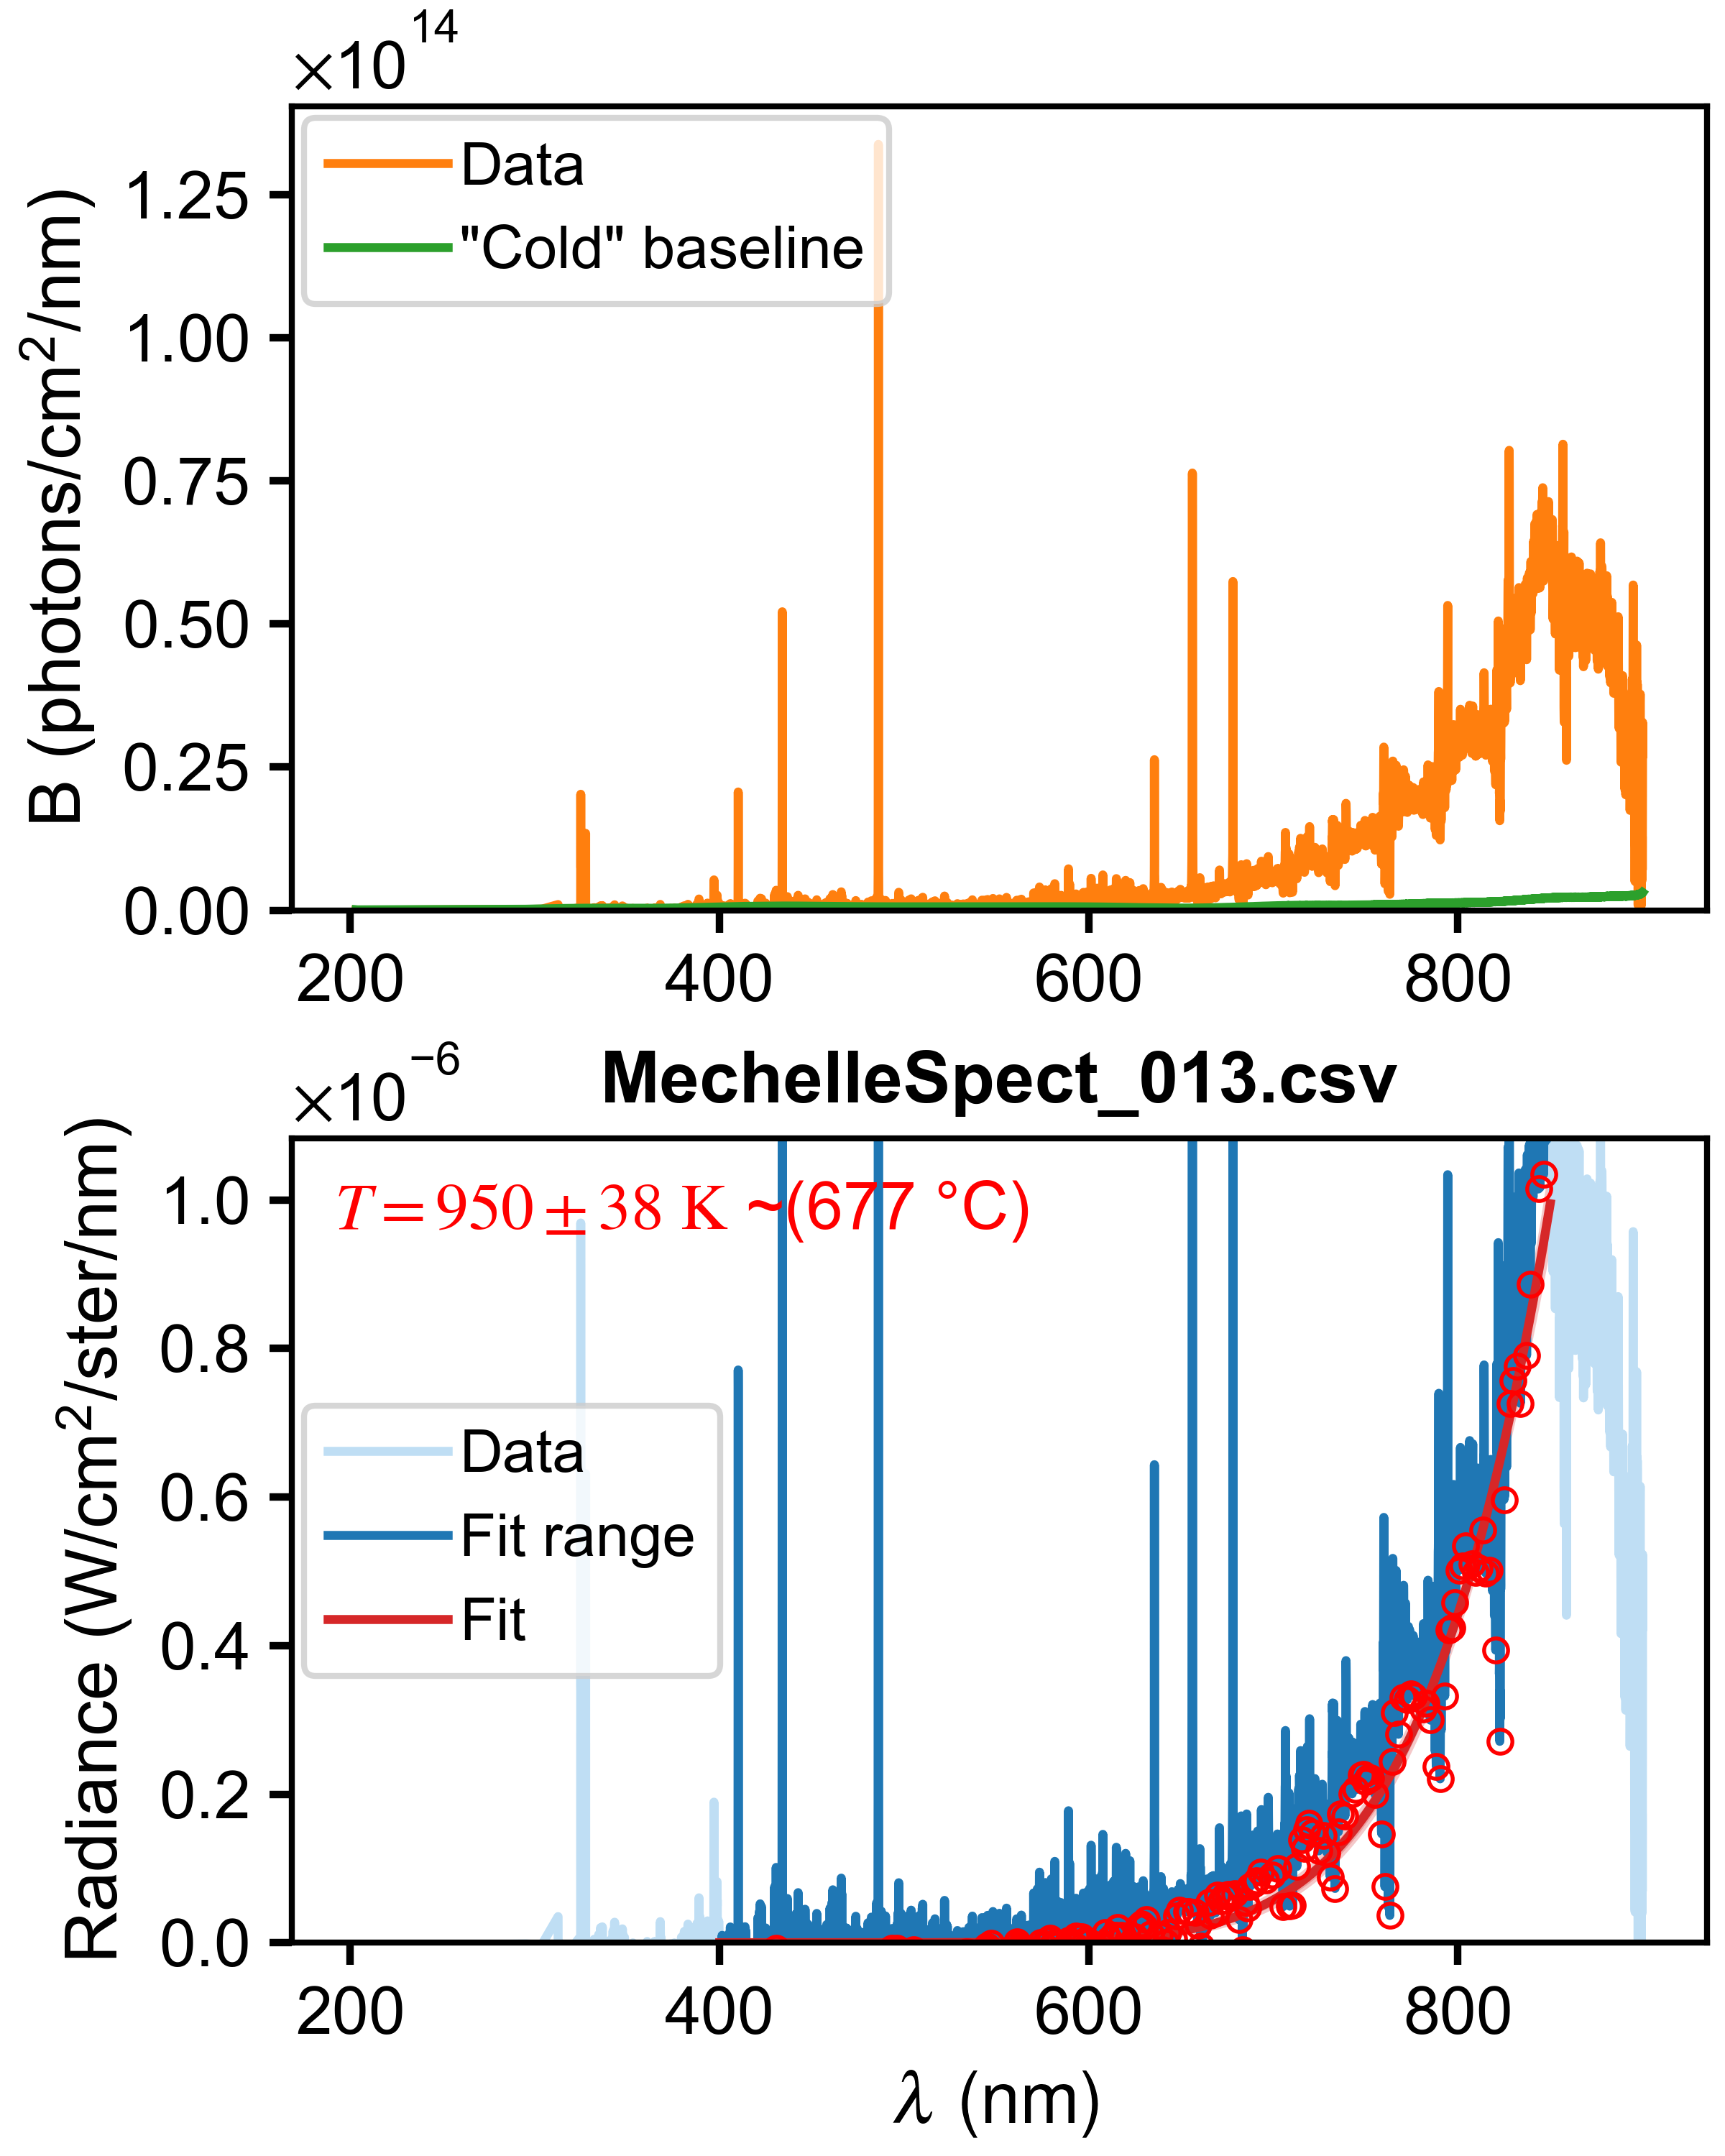 ×10^14
B (photons/cm²/nm)
1.25
1.00
0.75
0.50
0.25
0.00
Data
"Cold" baseline
200 400 600 800
×10^−6
MechelleSpect_013.csv
Radiance (W/cm²/ster/nm)
1.0
0.8
0.6
0.4
0.2
0.0
T = 950 ± 38 K ~(677 °C)
Data
Fit range
Fit
200 400 600 800
λ (nm)